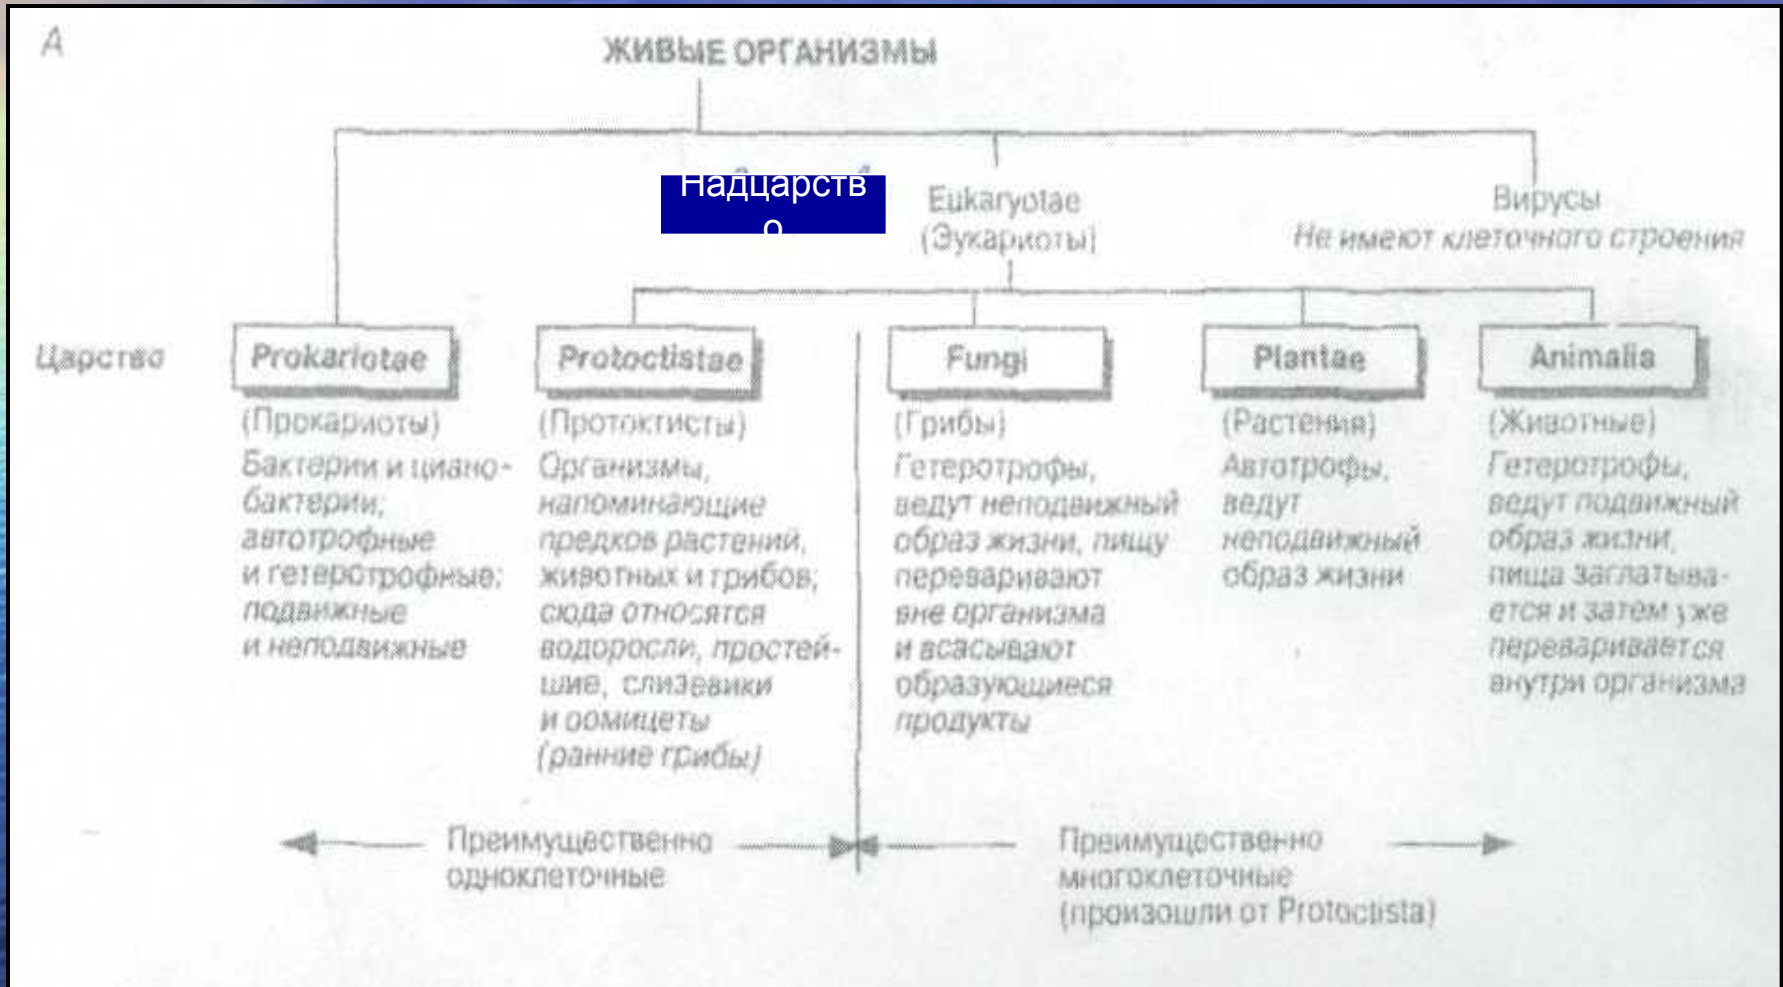 А
ЖИВЫЕ ОРГАНИЗМЫ
Надцарств
о
Eukaryotae
(Эукариоты)
Вирусы
Не имеют клеточного строения
Царство
Prokariotae
(Прокариоты)
Бактерии и циано-
бактерии;
автотрофные
и гетеротрофные;
подвижные
и неподвижные
Protoctistae
(Протоктисты)
Организмы,
напоминающие
предков растений,
животных и грибов;
сюда относятся
водоросли, простей-
шие, слизевики
и оомицеты
(ранние грибы)
Fungi
(Грибы)
Гетеротрофы,
ведут неподвижный
образ жизни, пищу
переваривают
вне организма
и всасывают
образующиеся
продукты
Plantae
(Растения)
Автотрофы,
ведут
неподвижный
образ жизни
Animalia
(Животные)
Гетеротрофы,
ведут подвижный
образ жизни,
пища заглатыва-
ется и затем уже
переваривается
внутри организма
Преимущественно
одноклеточные
Преимущественно
многоклеточные
(произошли от Protoctista)